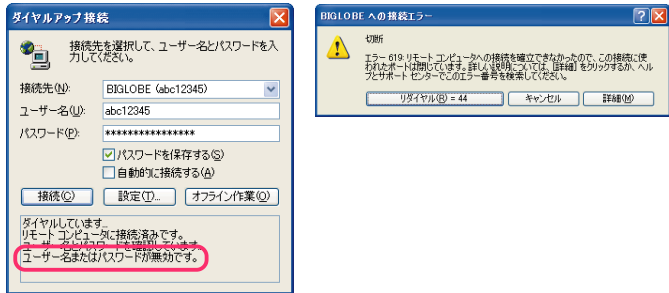 ダイヤルアップ接続
接続先を選択して、ユーザー名とパスワードを入
力してください。
接続先(N):
BIGLOBE (abc12345)
ユーザー名(U):
abc12345
パスワード(P):
****************
パスワードを保存する(S)
自動的に接続する(A)
接続(C)
設定(T)...
オフライン作業(O)
ダイヤルしています...
リモート コンピュータに接続済みです。
ユーザー名とパスワードを確認しています...
ユーザー名またはパスワードが無効です。
BIGLOBE への接続エラー
切断
エラー 619: リモート コンピュータへの接続を確立できなかったので、この接続に使
われたポートは閉じています。詳しい説明については、[詳細] をクリックするか、ヘル
プとサポート センターでこのエラー番号を検索してください。
リダイヤル(R) = 44
キャンセル
詳細(M)